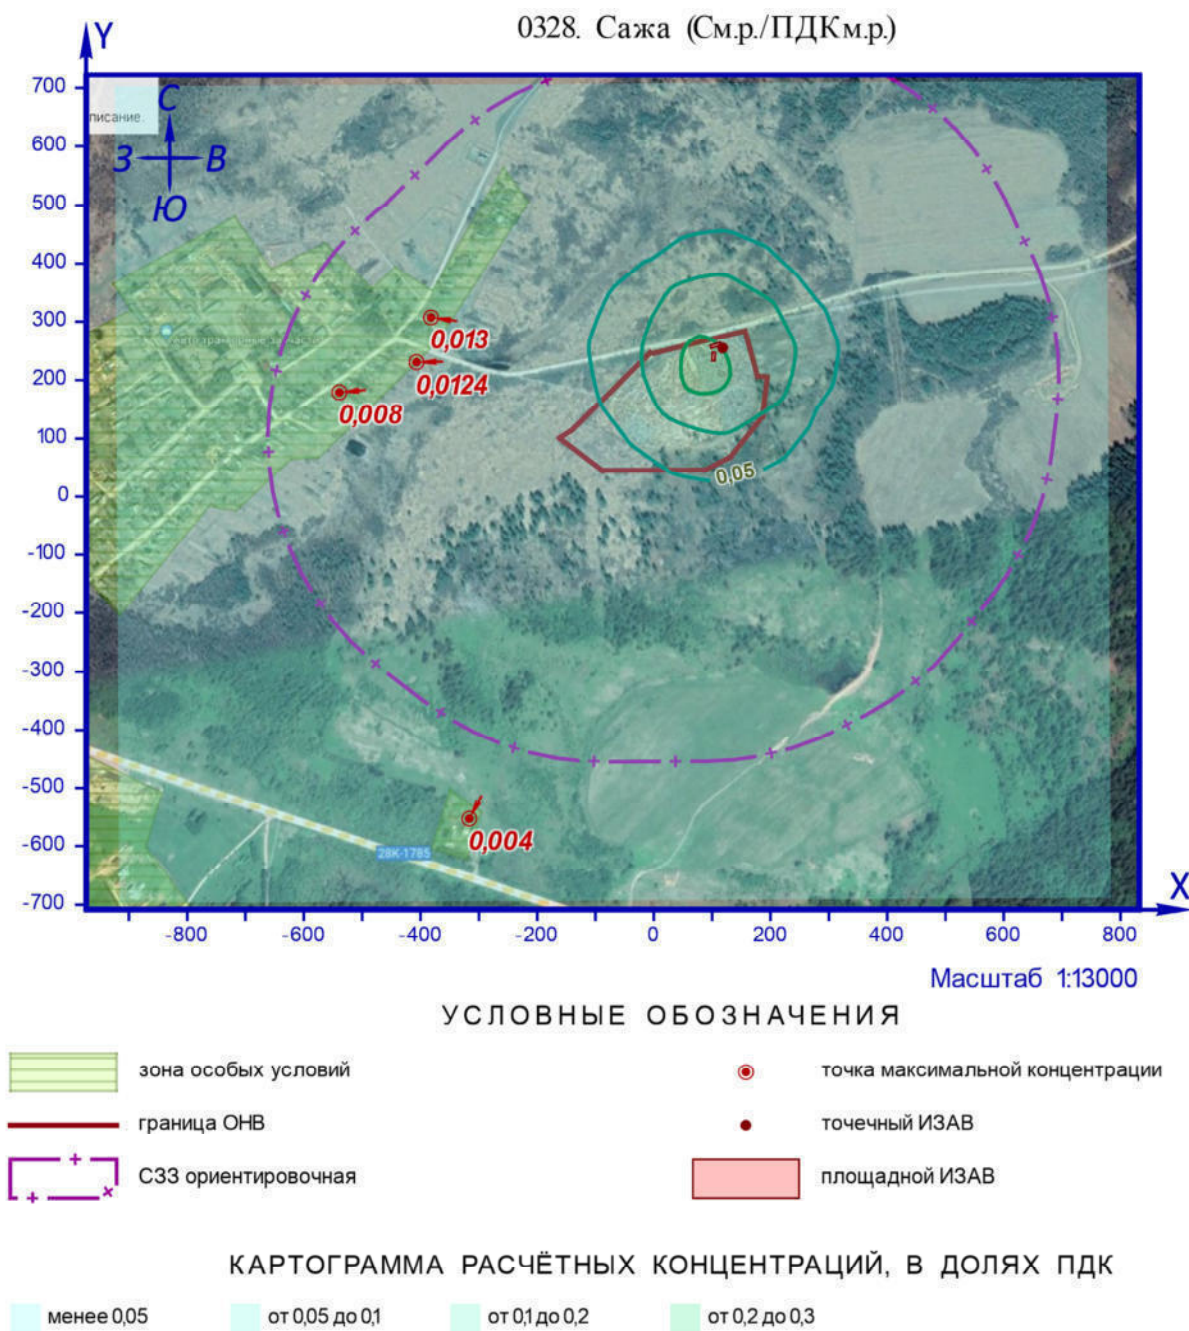 0328. Сажа (См.р./ПДКм.р.)
Y
700
600
500
400
300
200
100
0
-100
-200
-300
-400
-500
-600
-700
писание.
С
З В
Ю
0,013
0,0124
0,008
0,05
0,004
28К-1785
X
-800 -600 -400 -200 0 200 400 600 800
Масштаб 1:13000
УСЛОВНЫЕ ОБОЗНАЧЕНИЯ
зона особых условий
точка максимальной концентрации
граница ОНВ
точечный ИЗАВ
СЗЗ ориентировочная
площадной ИЗАВ
КАРТОГРАММА РАСЧЁТНЫХ КОНЦЕНТРАЦИЙ, В ДОЛЯХ ПДК
менее 0,05 от 0,05 до 0,1 от 0,1 до 0,2 от 0,2 до 0,3